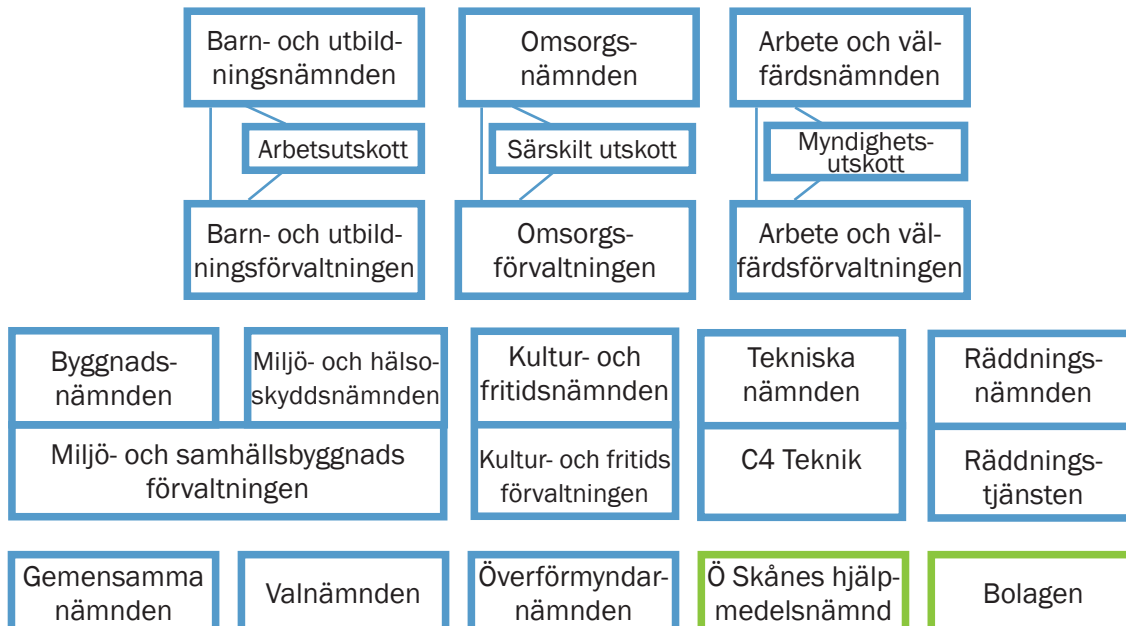 Barn- och utbild-
ningsnämnden
Omsorgs-
nämnden
Arbete och väl-
färdsnämnden
Arbetsutskott
Särskilt utskott
Myndighets-
utskott
Barn- och utbild-
ningsförvaltningen
Omsorgs-
förvaltningen
Arbete och väl-
färdsförvaltningen
Byggnads-
nämnden
Miljö- och hälso-
skyddsnämnden
Kultur- och
fritidsnämnden
Tekniska
nämnden
Räddnings-
nämnden
Miljö- och samhällsbyggnads
förvaltningen
Kultur- och fritids
förvaltningen
C4 Teknik
Räddnings-
tjänsten
Gemensamma
nämnden
Valnämnden
Överförmyndar-
nämnden
Ö Skånes hjälp-
medelsnämnd
Bolagen